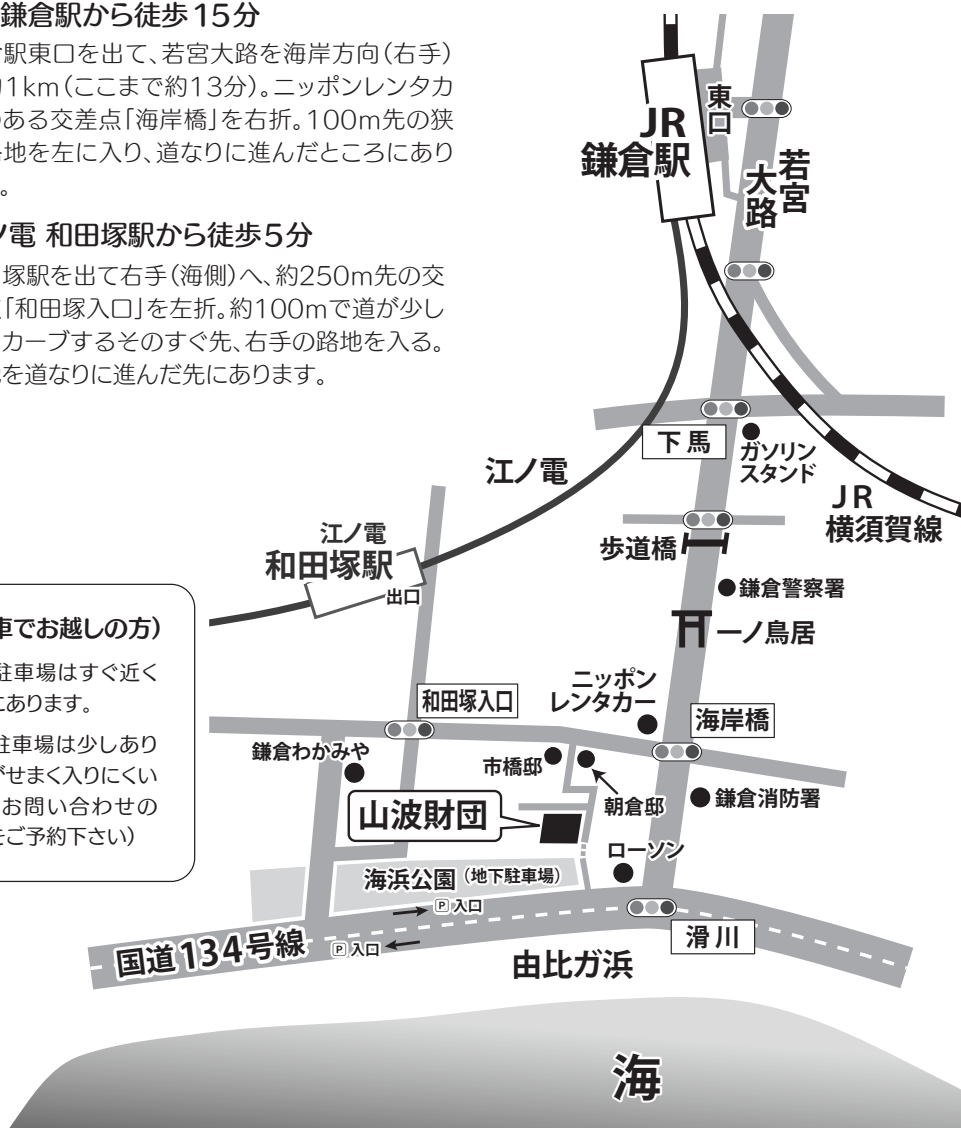 鎌倉駅から徒歩15分
駅東口を出て、若宮大路を海岸方向(右手)
1km(ここまで約13分)。ニッポンレンタカ
ある交差点「海岸橋」を右折。100m先の狭
地を左に入り、道なりに進んだところにあり
。
ノ電 和田塚駅から徒歩5分
塚駅を出て右手(海側)へ、約250m先の交
「和田塚入口」を左折。約100mで道が少し
カーブするそのすぐ先、右手の路地を入る。
を道なりに進んだ先にあります。
車でお越しの方)
駐車場はすぐ近く
にあります。
駐車場は少しあり
がせまく入りにくい
お問い合わせの
をご予約下さい)
JR
鎌倉駅
東口
若宮
大路
下馬
ガソリン
スタンド
江ノ電
JR
横須賀線
歩道橋
江ノ電
和田塚駅
出口
鎌倉警察署
一ノ鳥居
ニッポン
レンタカー
和田塚入口
海岸橋
鎌倉わかみや
市橋邸
朝倉邸
鎌倉消防署
山波財団
ローソン
海浜公園(地下駐車場)
P 入口
P 入口
国道134号線
滑川
由比ガ浜
海